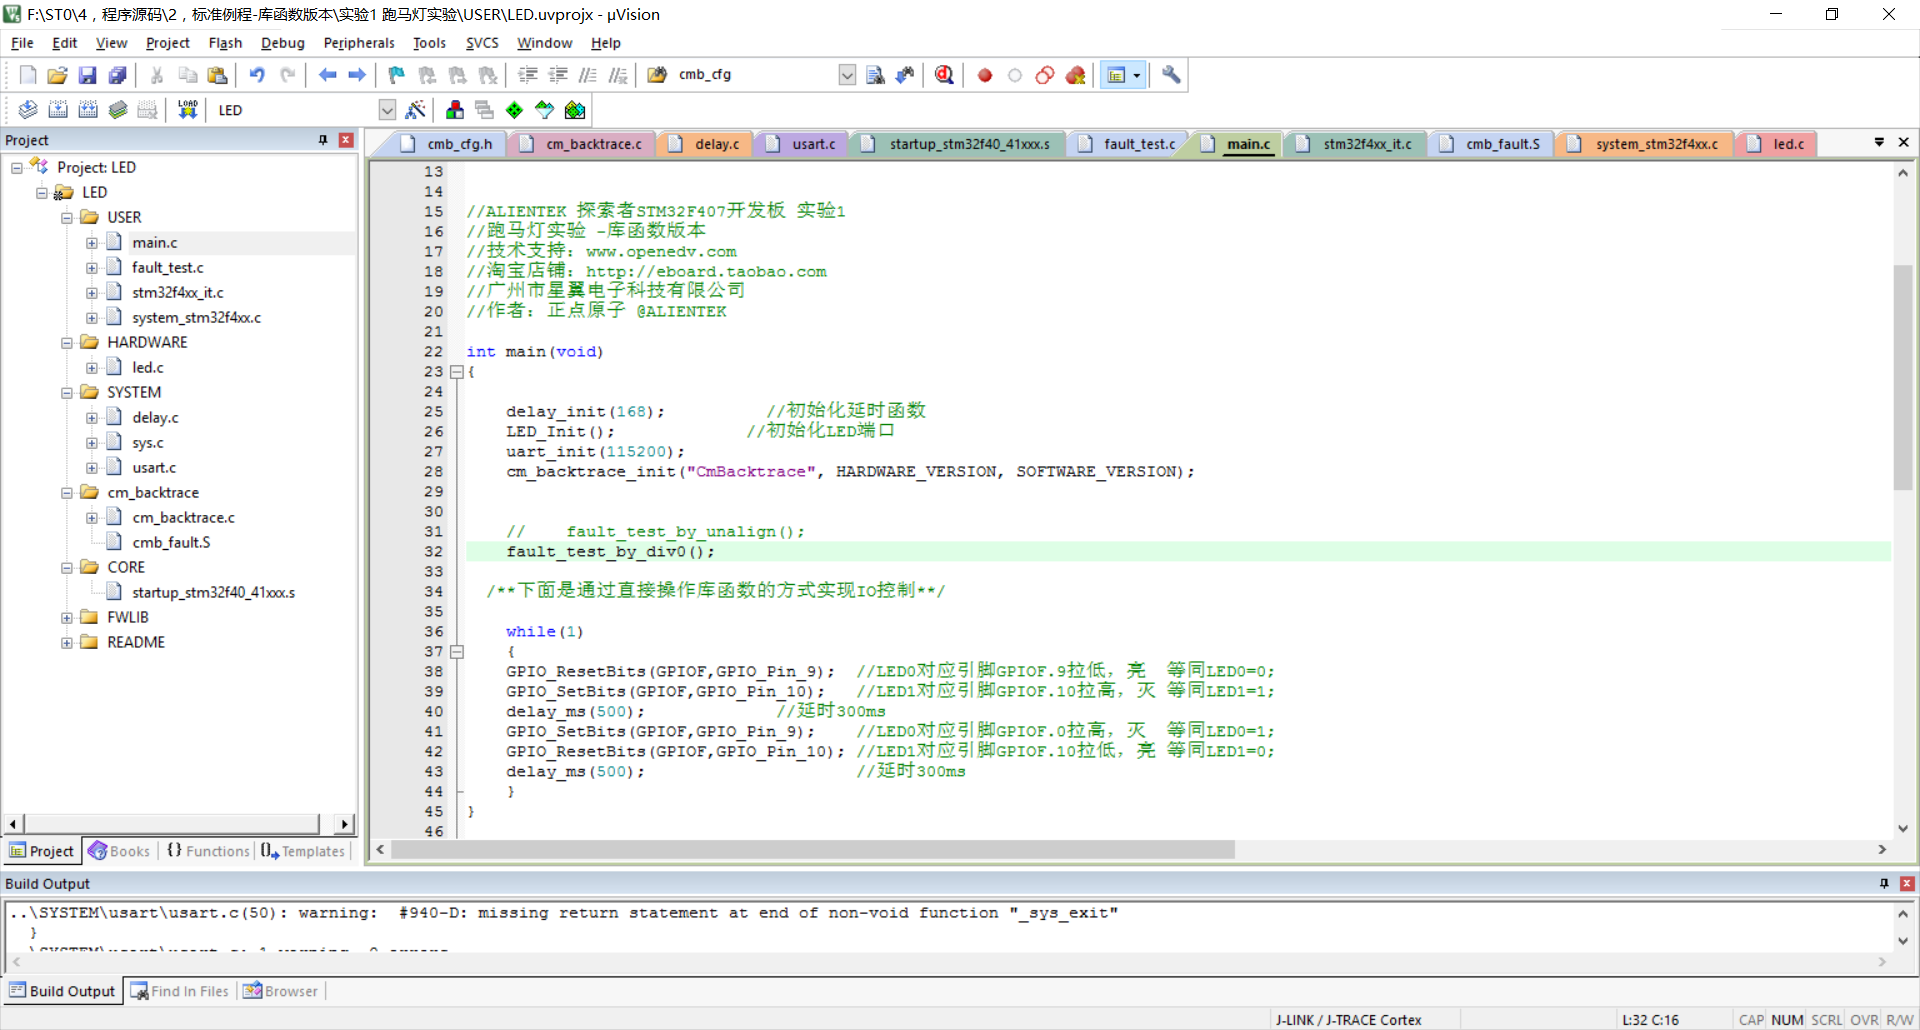 F:\ST0\4，程序源码\2，标准例程-库函数版本\实验1 跑马灯实验\USER\LED.uvprojx - µVision
File Edit View Project Flash Debug Peripherals Tools SVCS Window Help
cmb_cfg
LOAD LED
Project
cmb_cfg.h cm_backtrace.c delay.c usart.c startup_stm32f40_41xxx.s fault_test.c main.c stm32f4xx_it.c cmb_fault.S system_stm32f4xx.c led.c
Project: LED
LED
USER
main.c
fault_test.c
stm32f4xx_it.c
system_stm32f4xx.c
HARDWARE
led.c
SYSTEM
delay.c
sys.c
usart.c
cm_backtrace
cm_backtrace.c
cmb_fault.S
CORE
startup_stm32f40_41xxx.s
FWLIB
README
Project Books {} Functions Templates
13
14
15 //ALIENTEK 探索者STM32F407开发板 实验1
16 //跑马灯实验 -库函数版本
17 //技术支持：www.openedv.com
18 //淘宝店铺：http://eboard.taobao.com
19 //广州市星翼电子科技有限公司
20 //作者：正点原子 @ALIENTEK
21
22 int main(void)
23 {
24
25 delay_init(168); //初始化延时函数
26 LED_Init(); //初始化LED端口
27 uart_init(115200);
28 cm_backtrace_init("CmBacktrace", HARDWARE_VERSION, SOFTWARE_VERSION);
29
30
31 // fault_test_by_unalign();
32 fault_test_by_div0();
33
34 /**下面是通过直接操作库函数的方式实现IO控制**/
35
36 while(1)
37 {
38 GPIO_ResetBits(GPIOF,GPIO_Pin_9); //LED0对应引脚GPIOF.9拉低，亮 等同LED0=0;
39 GPIO_SetBits(GPIOF,GPIO_Pin_10); //LED1对应引脚GPIOF.10拉高，灭 等同LED1=1;
40 delay_ms(500); //延时300ms
41 GPIO_SetBits(GPIOF,GPIO_Pin_9); //LED0对应引脚GPIOF.0拉高，灭 等同LED0=1;
42 GPIO_ResetBits(GPIOF,GPIO_Pin_10); //LED1对应引脚GPIOF.10拉低，亮 等同LED1=0;
43 delay_ms(500); //延时300ms
44 }
45 }
46
Build Output
..\SYSTEM\usart\usart.c(50): warning: #940-D: missing return statement at end of non-void function "_sys_exit"
}
Build Output Find In Files Browser
J-LINK / J-TRACE Cortex L:32 C:16 CAP NUM SCRL OVR R/W